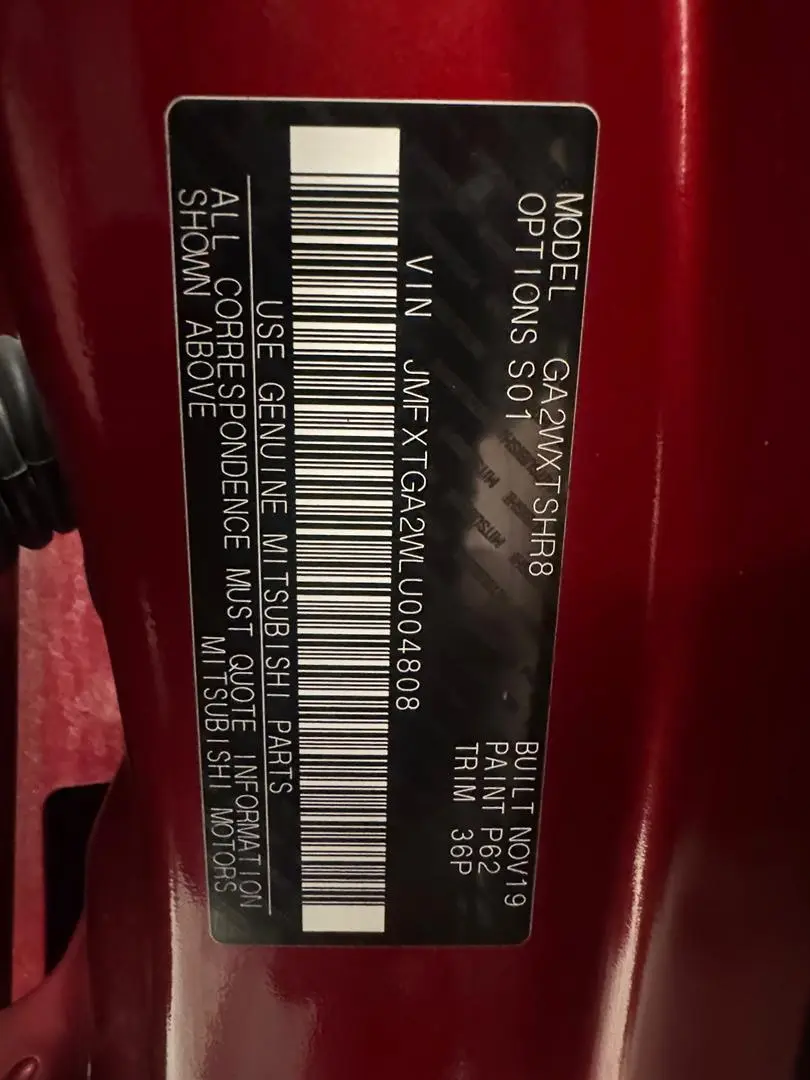 MODEL GA2WXTSHR8
OPTIONS S01
BUILT NOV19
PAINT P62
TRIM 36P
VIN JMFXTGA2WLU004808
USE GENUINE MITSUBISHI PARTS
ALL CORRESPONDENCE MUST QUOTE INFORMATION
SHOWN ABOVE
MITSUBISHI MOTORS